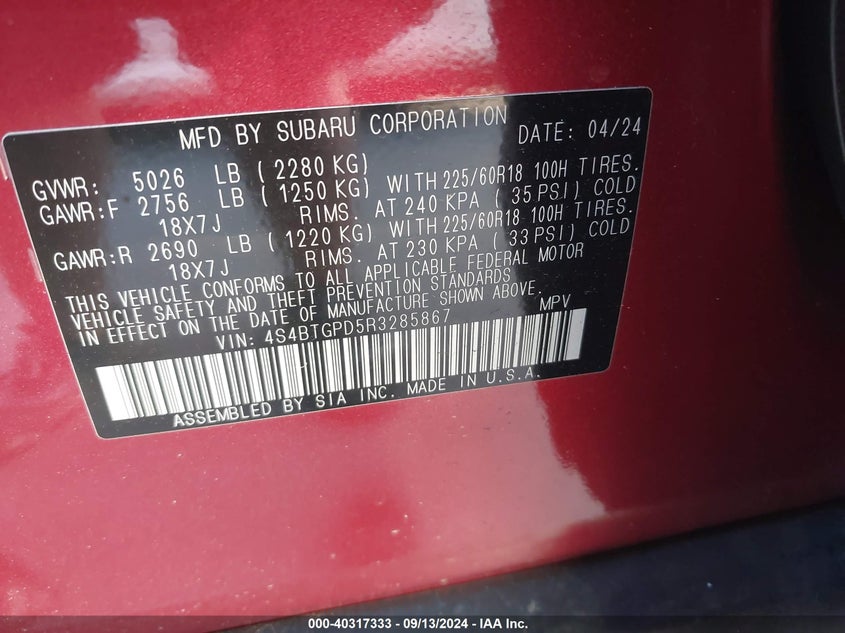 MFD BY SUBARU CORPORATION DATE: 04/24
GVWR: 5026 LB ( 2280 KG)
GAWR:F 2756 LB ( 1250 KG) WITH 225/60R18 100H TIRES.
18X7J RIMS. AT 240 KPA ( 35 PSI) COLD
GAWR:R 2690 LB ( 1220 KG) WITH 225/60R18 100H TIRES.
18X7J RIMS. AT 230 KPA ( 33 PSI) COLD
THIS VEHICLE CONFORMS TO ALL APPLICABLE FEDERAL MOTOR
VEHICLE SAFETY AND THEFT PREVENTION STANDARDS
IN EFFECT ON THE DATE OF MANUFACTURE SHOWN ABOVE.
VIN: 4S4BTGPD5R3285867 MPV
ASSEMBLED BY SIA INC. MADE IN U.S.A.
000-40317333 - 09/13/2024 - IAA Inc.